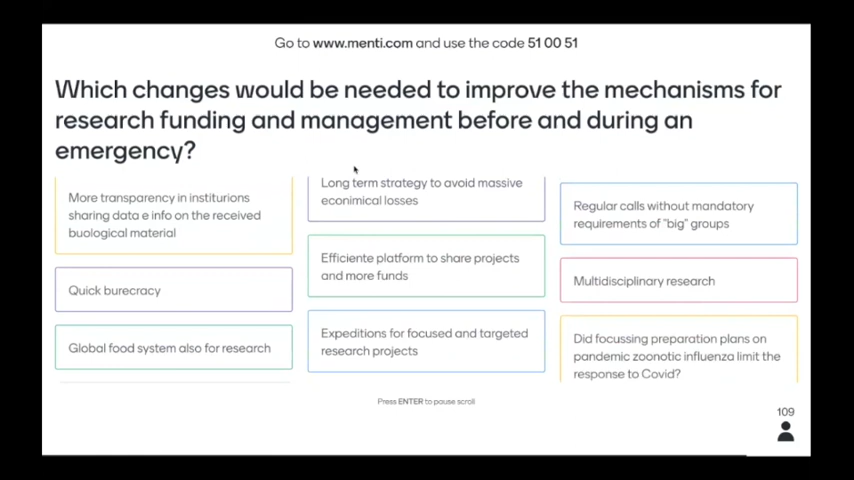 Go to www.menti.com and use the code 51 00 51
Which changes would be needed to improve the mechanisms for
research funding and management before and during an
emergency?
More transparency in institurions
sharing data e info on the received
buological material
Quick burecracy
Global food system also for research
Long term strategy to avoid massive
econimical losses
Efficiente platform to share projects
and more funds
Expeditions for focused and targeted
research projects
Regular calls without mandatory
requirements of "big" groups
Multidisciplinary research
Did focussing preparation plans on
pandemic zoonotic influenza limit the
response to Covid?
Press ENTER to pause scroll
109